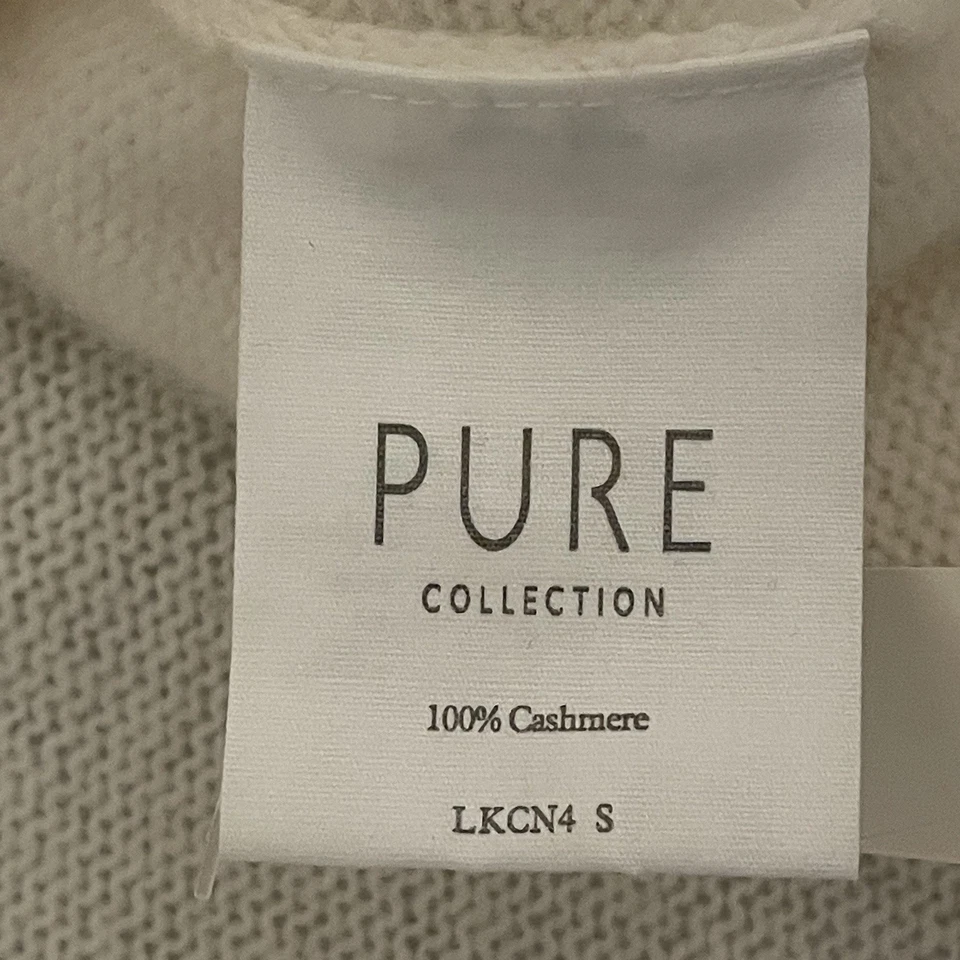 PURE
COLLECTION
100% Cashmere
LKCN4 S